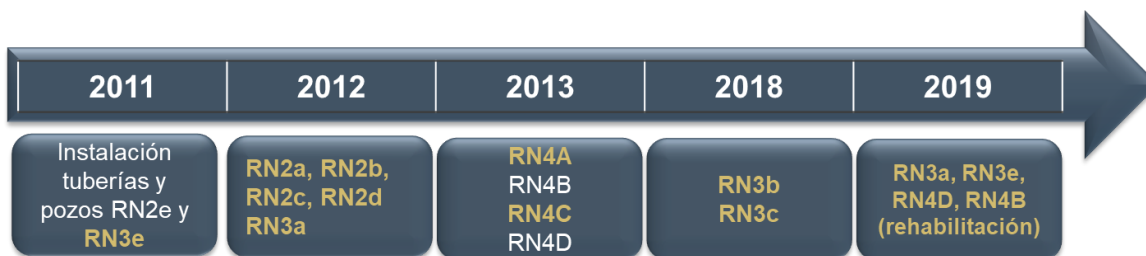 2011
2012
2013
2018
2019
Instalación
tuberías y
pozos RN2e y
RN3e
RN2a, RN2b,
RN2c, RN2d
RN3a
RN4A
RN4B
RN4C
RN4D
RN3b
RN3c
RN3a, RN3e,
RN4D, RN4B
(rehabilitación)